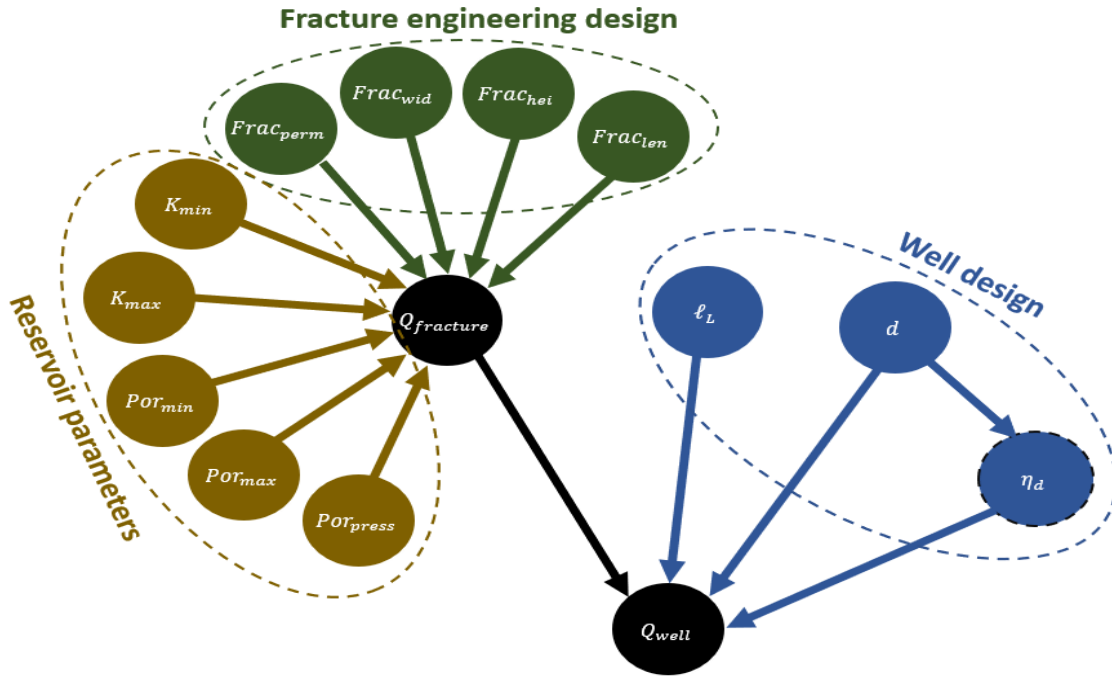 Fracture engineering design
Frac_wid
Frac_hei
Frac_perm
Frac_len
K_min
K_max
Por_min
Por_max
Por_press
Reservoir parameters
Q_fracture
Well design
ℓ_L
d
η_d
Q_well